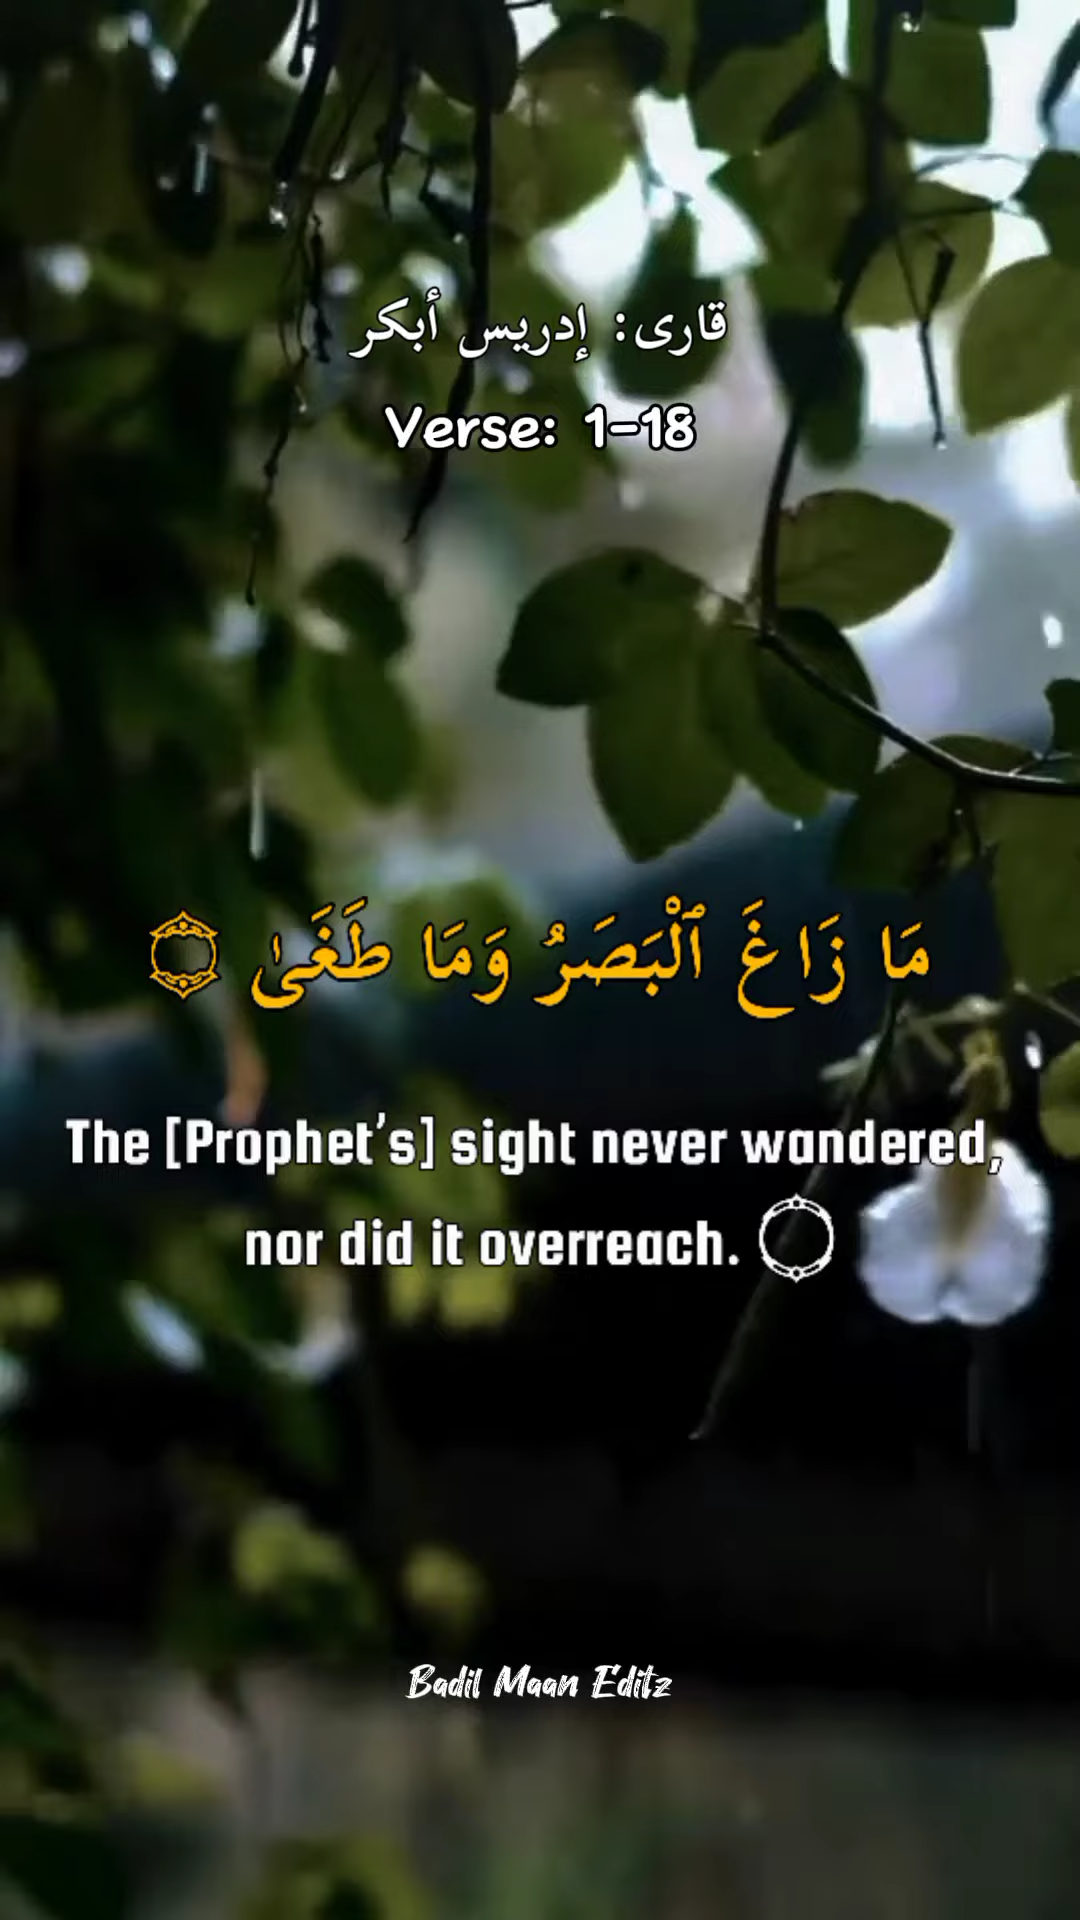 قارى: إدريس أبكر
Verse: 1-18
مَا زَاغَ ٱلْبَصَرُ وَمَا طَغَىٰ ۝
The [Prophet's] sight never wandered,
nor did it overreach. ۝
Badil Maan Editz